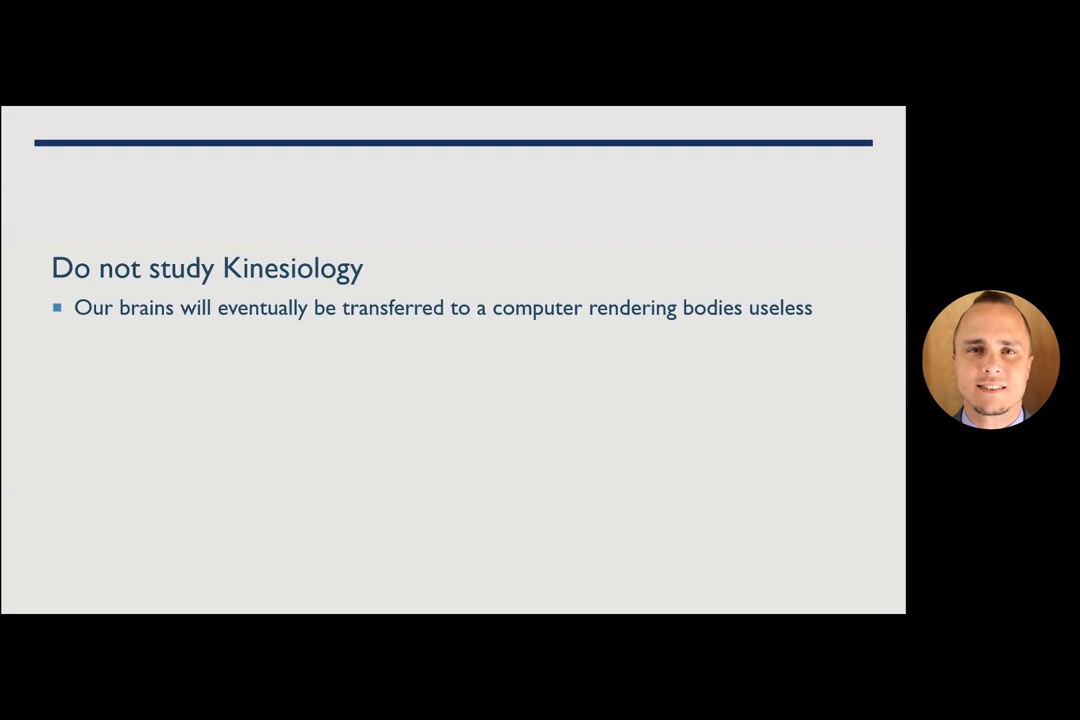 Do not study Kinesiology
Our brains will eventually be transferred to a computer rendering bodies useless